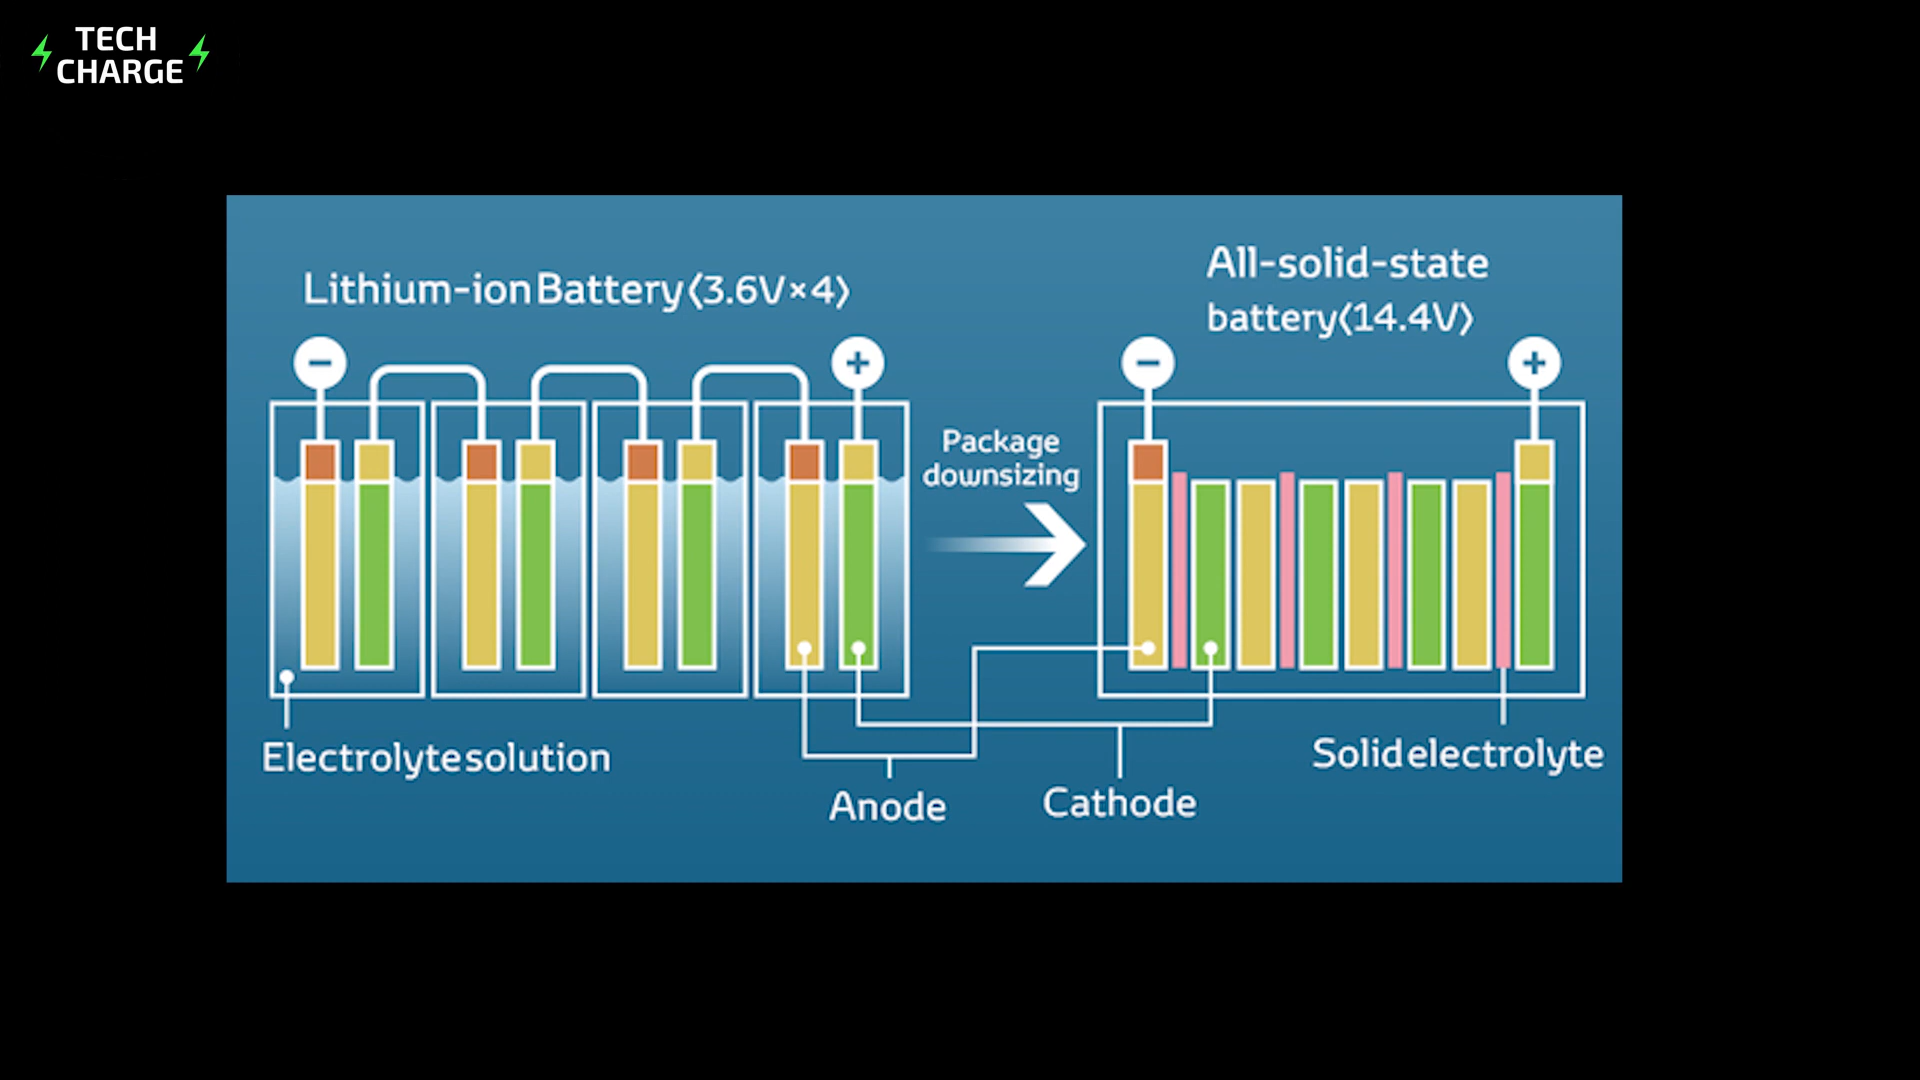 TECH
CHARGE
Lithium-ion Battery(3.6V×4)
All-solid-state
battery(14.4V)
−
+
−
+
Package
downsizing
Electrolyte solution
Solid electrolyte
Anode
Cathode